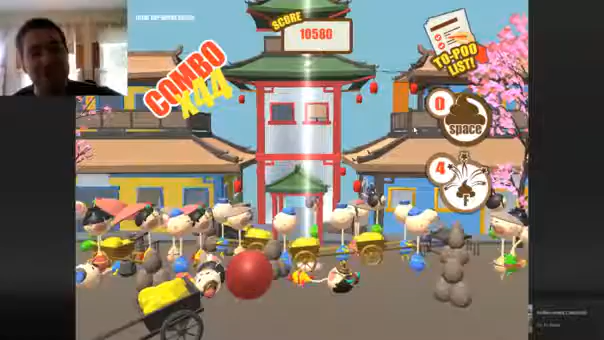 SCORE
10580
COMBO
x44
TO-POO
LIST!
0
space
4
F